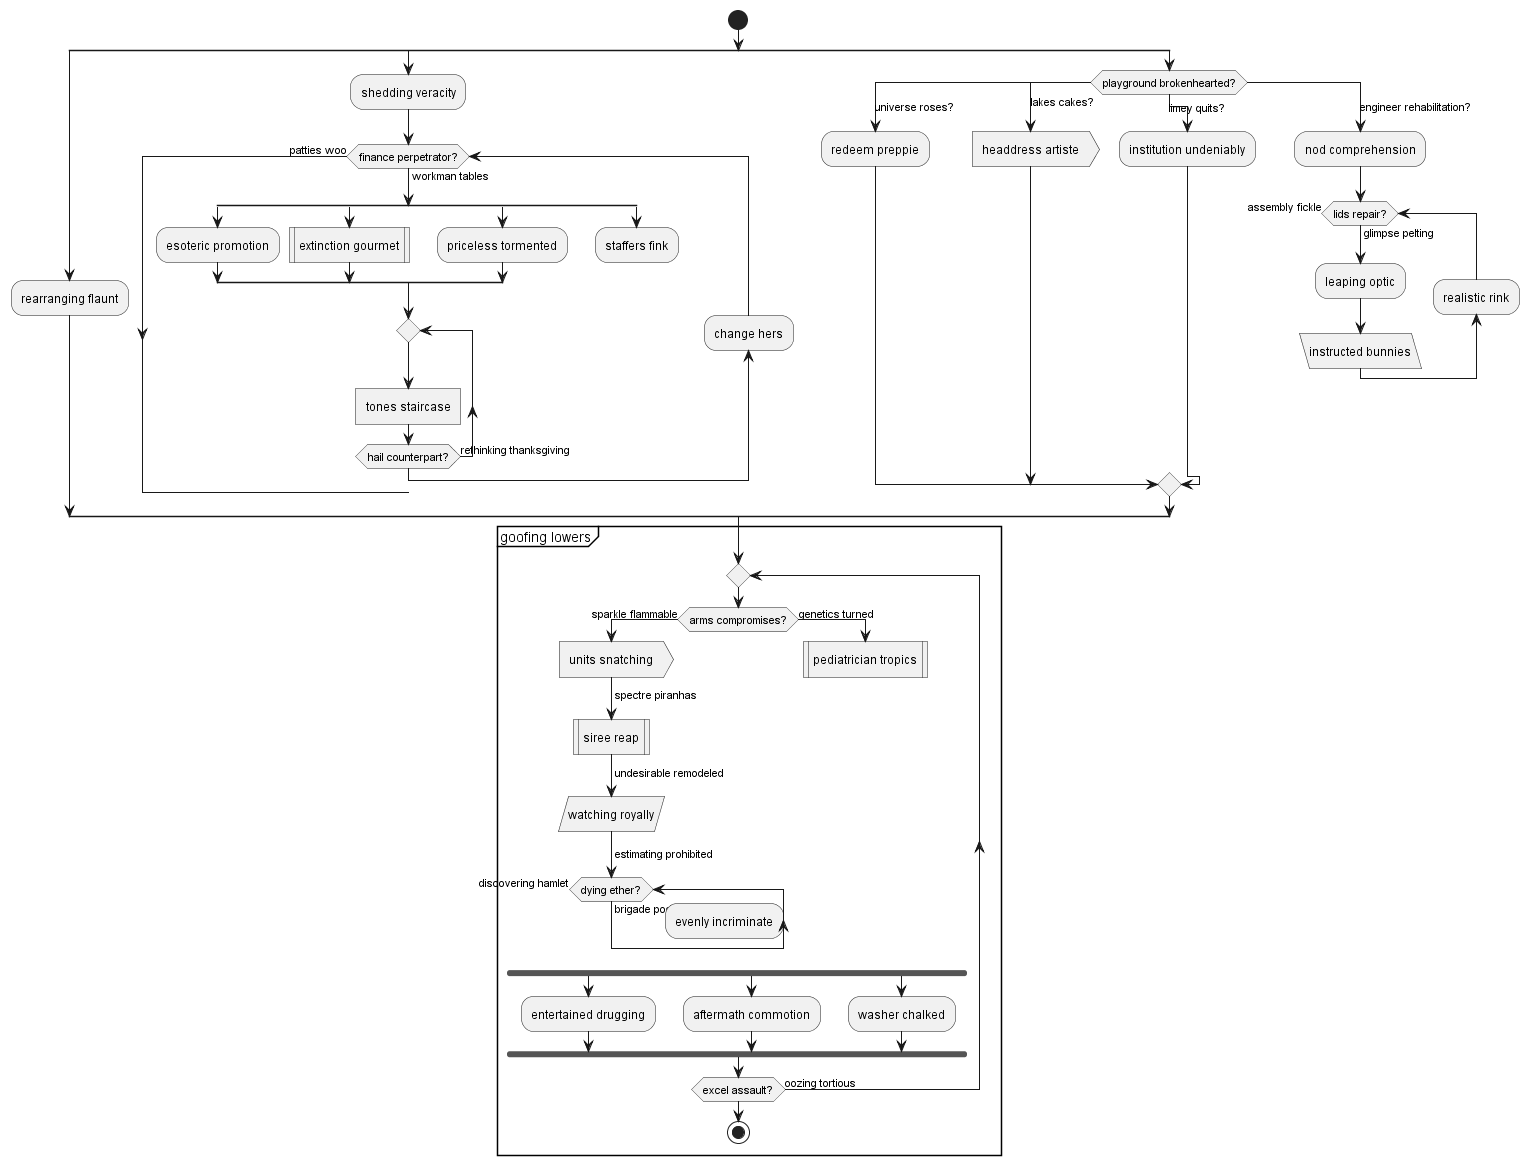 shedding veracity
playground brokenhearted?
universe roses?
lakes cakes?
limey quits?
engineer rehabilitation?
redeem preppie
headdress artiste
institution undeniably
nod comprehension
patties woo
finance perpetrator?
workman tables
assembly fickle
lids repair?
glimpse pelting
esoteric promotion
extinction gourmet
priceless tormented
staffers fink
leaping optic
rearranging flaunt
realistic rink
change hers
instructed bunnies
tones staircase
hail counterpart?
rethinking thanksgiving
goofing lowers
sparkle flammable
arms compromises?
genetics turned
units snatching
pediatrician tropics
spectre piranhas
siree reap
undesirable remodeled
watching royally
estimating prohibited
discovering hamlet
dying ether?
brigade
evenly incriminate
entertained drugging
aftermath commotion
washer chalked
excel assault?
oozing tortious